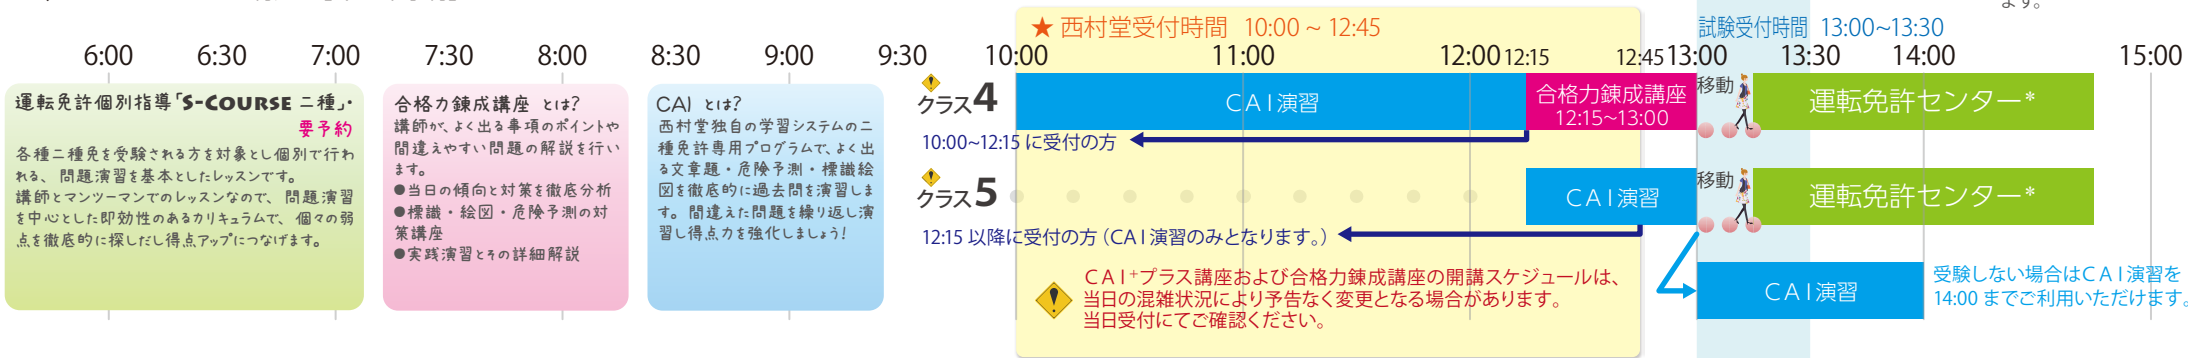 ます。
★ 西村堂受付時間 10:00 ~ 12:45
試験受付時間 13:00~13:30
6:00 6:30 7:00 7:30 8:00 8:30 9:00 9:30 10:00 11:00 12:00 12:15 12:45 13:00 13:30 14:00 15:00
運転免許個別指導「S-COURSE 二種」・
要予約
各種二種免を受験される方を対象とし個別で行わ
れる、問題演習を基本としたレッスンです。
講師とマンツーマンでのレッスンなので、問題演習
を中心とした即効性のあるカリキュラムで、個々の弱
点を徹底的に探しだし得点アップにつなげます。
合格力錬成講座 とは?
講師が、よく出る事項のポイントや
間違えやすい問題の解説を行い
ます。
●当日の傾向と対策を徹底分析
●標識・絵図・危険予測の対
策講座
●実践演習とその詳細解説
CAI とは?
西村堂独自の学習システムの二
種免許専用プログラムで、よく出
る文章題・危険予測・標識絵
図を徹底的に過去問を演習しま
す。間違えた問題を繰り返し演
習し得点力を強化しましょう!
クラス4
CAI演習
合格力錬成講座
12:15~13:00
移動
運転免許センター*
10:00~12:15 に受付の方
クラス5
CAI演習
移動
運転免許センター*
12:15 以降に受付の方(CAI演習のみとなります。)
CAI+プラス講座および合格力錬成講座の開講スケジュールは、
当日の混雑状況により予告なく変更となる場合があります。
当日受付にてご確認ください。
CAI演習
受験しない場合はCAI演習を
14:00 までご利用いただけます。